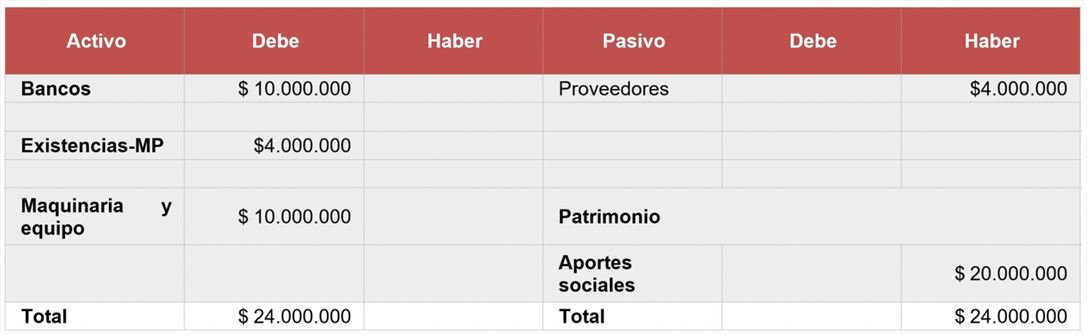 Activo Debe Haber Pasivo Debe Haber
Bancos $ 10.000.000 Proveedores $4.000.000
Existencias-MP $4.000.000
Maquinaria y equipo $ 10.000.000 Patrimonio
Aportes sociales $ 20.000.000
Total $ 24.000.000 Total $ 24.000.000